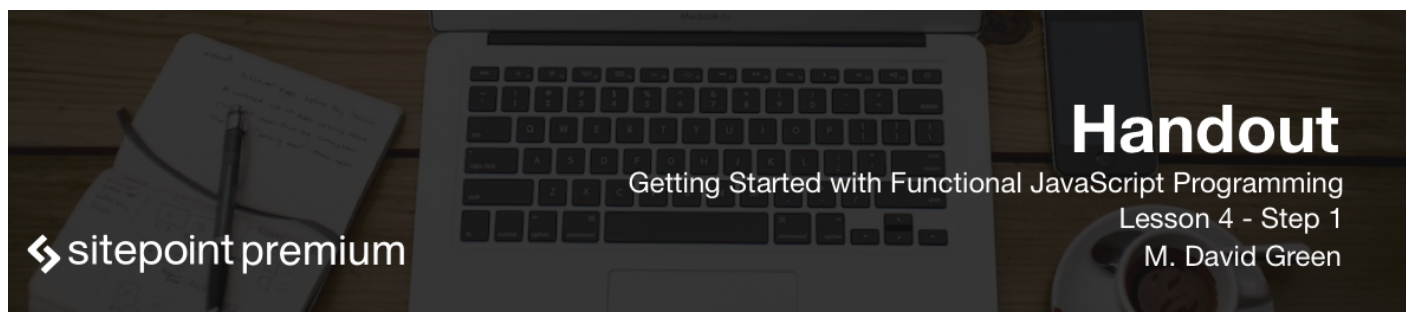 Handout
Getting Started with Functional JavaScript Programming
Lesson 4 - Step 1
M. David Green
sitepoint premium